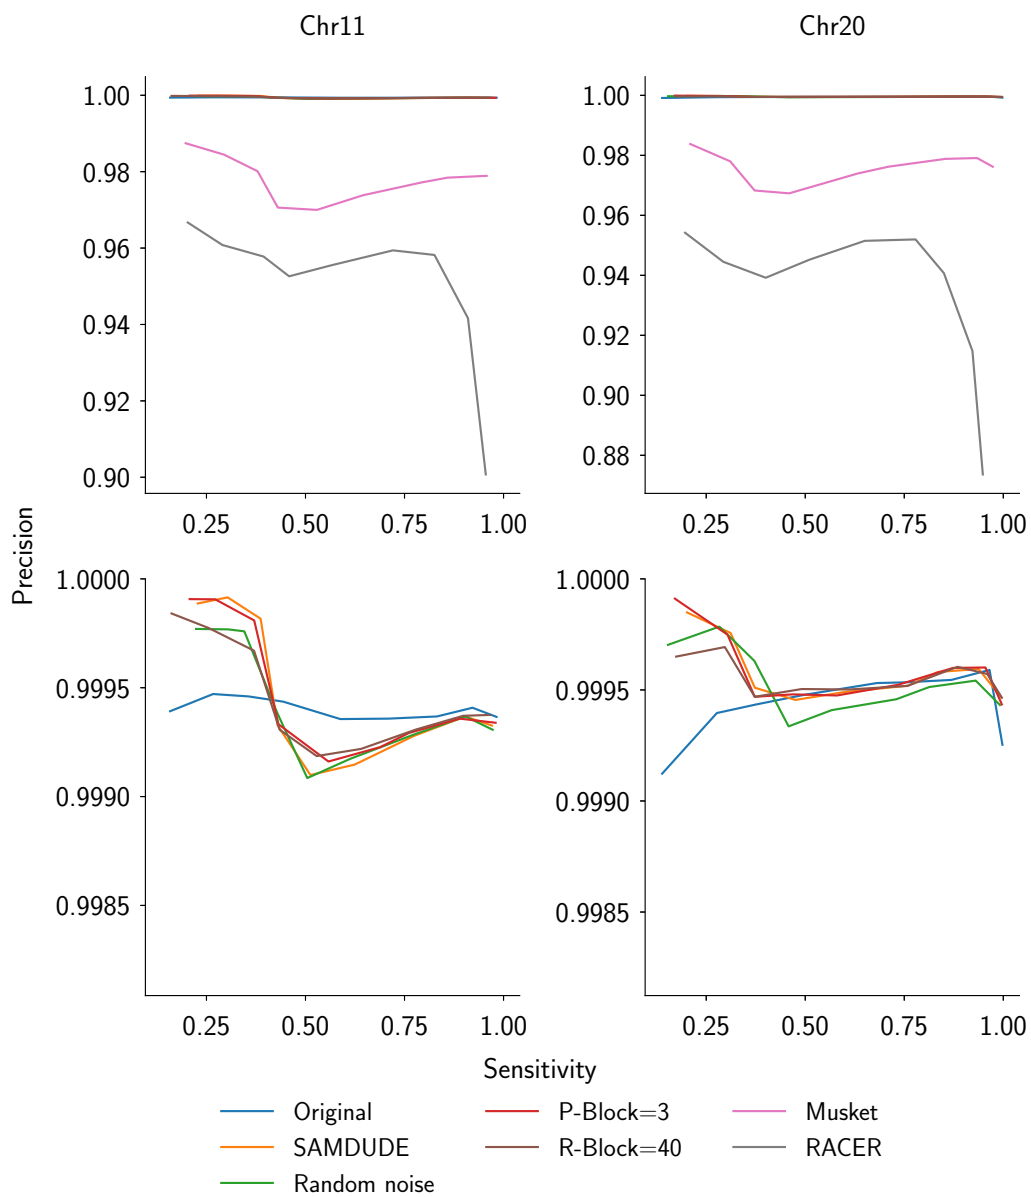 Chr11
Chr20
1.00
0.98
0.96
0.94
0.92
0.90
0.25 0.50 0.75 1.00
1.00
0.98
0.96
0.94
0.92
0.90
0.88
0.25 0.50 0.75 1.00
Precision
1.0000
0.9995
0.9990
0.9985
0.25 0.50 0.75 1.00
1.0000
0.9995
0.9990
0.9985
0.25 0.50 0.75 1.00
Sensitivity
Original
SAMDUDE
Random noise
P-Block=3
R-Block=40
Musket
RACER